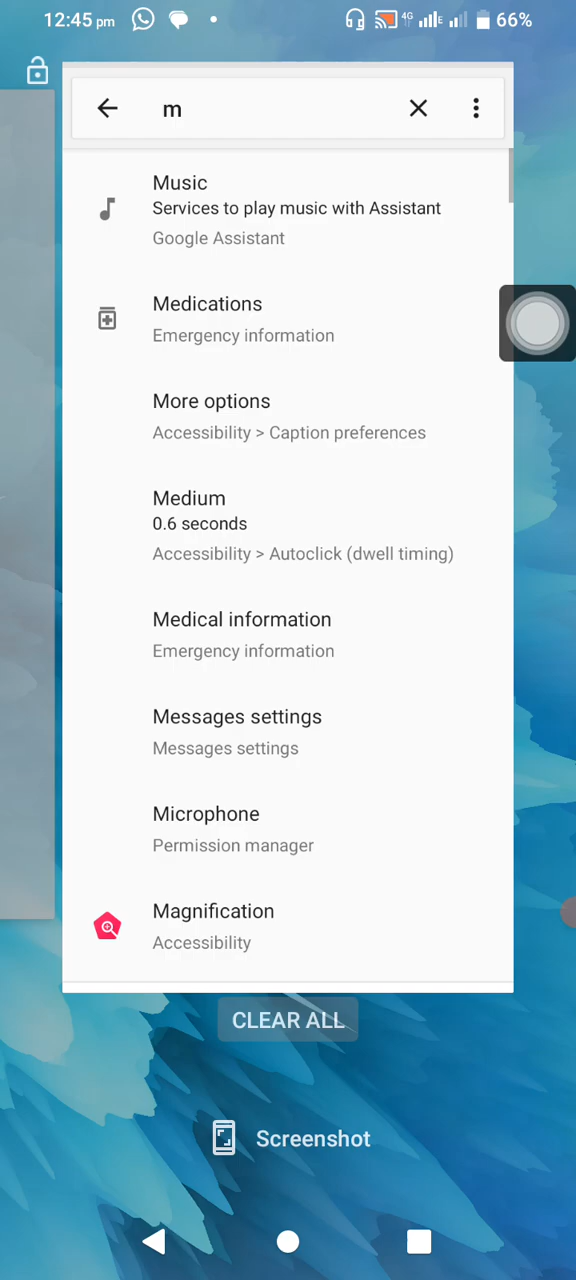 12:45 pm 4G E 66%
m
Music
Services to play music with Assistant
Google Assistant
Medications
Emergency information
More options
Accessibility > Caption preferences
Medium
0.6 seconds
Accessibility > Autoclick (dwell timing)
Medical information
Emergency information
Messages settings
Messages settings
Microphone
Permission manager
Magnification
Accessibility
CLEAR ALL
Screenshot